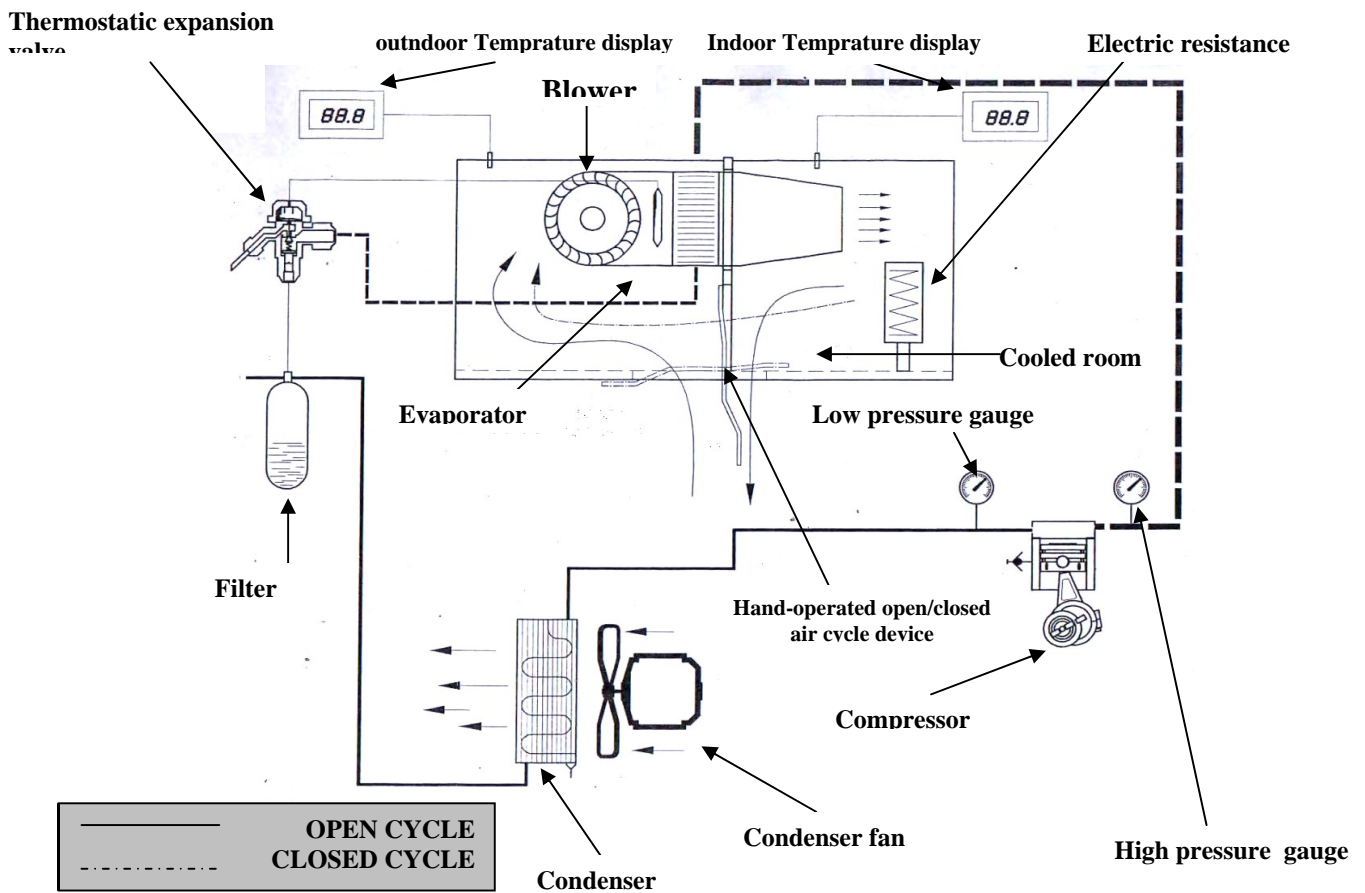 Thermostatic expansion
valve
outndoor Temprature display
Indoor Temprature display
Electric resistance
Blower
88.8
88.8
Cooled room
Evaporator
Low pressure gauge
Filter
Hand-operated open/closed
air cycle device
Compressor
Condenser fan
High pressure gauge
OPEN CYCLE
CLOSED CYCLE
Condenser